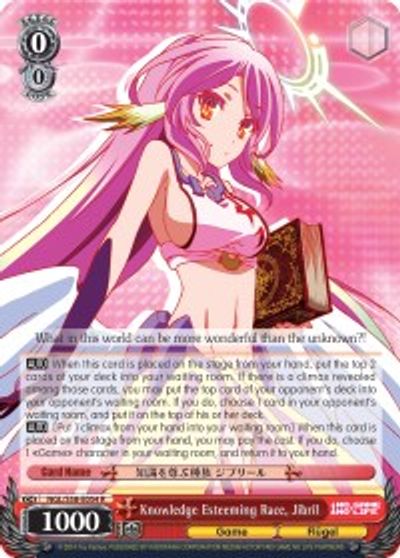 0
0
What in this world can be more wonderful than the unknown?!
AUTO When this card is placed on the stage from your hand, put the top 2
cards of your deck into your waiting room. If there is a climax revealed
among those cards, you may put the top card of your opponent's deck into
your opponent's waiting room. If you do, choose 1 card in your opponent's
waiting room, and put it on the top of his or her deck.
AUTO [Put 1 climax from your hand into your waiting room] When this card
is placed on the stage from your hand, you may pay the cost. If you do, choose
1 «Game» character in your waiting room, and return it to your hand.
Card Name 知識を尊ぶ種族 ジブリール
Knowledge Esteeming Race, Jibril
NO GAME NO LIFE
1000
Game Flügel